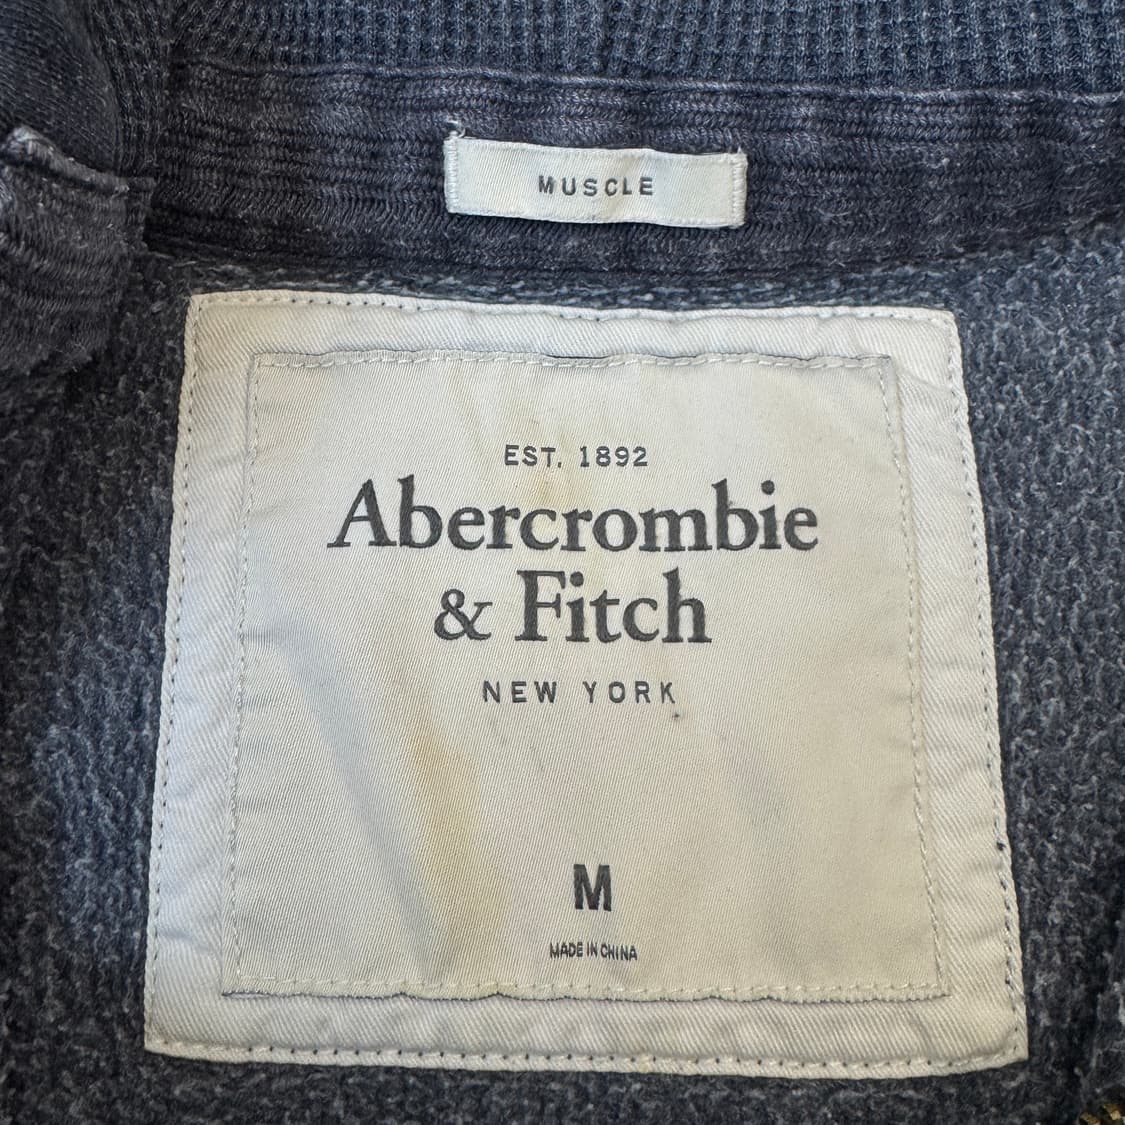 MUSCLE
EST. 1892
Abercrombie
& Fitch
NEW YORK
M
MADE IN CHINA